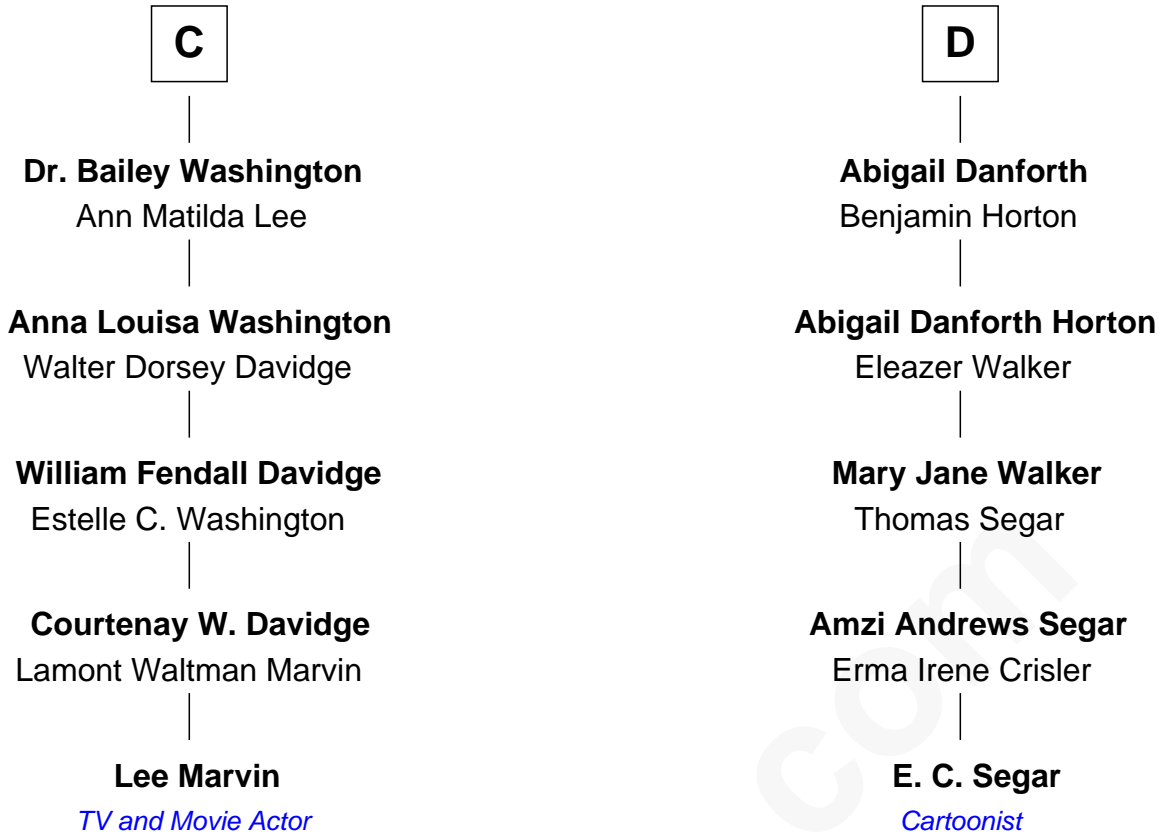 C
Dr. Bailey Washington
Ann Matilda Lee
Anna Louisa Washington
Walter Dorsey Davidge
William Fendall Davidge
Estelle C. Washington
Courtenay W. Davidge
Lamont Waltman Marvin
Lee Marvin
TV and Movie Actor
D
Abigail Danforth
Benjamin Horton
Abigail Danforth Horton
Eleazer Walker
Mary Jane Walker
Thomas Segar
Amzi Andrews Segar
Erma Irene Crisler
E. C. Segar
Cartoonist
com